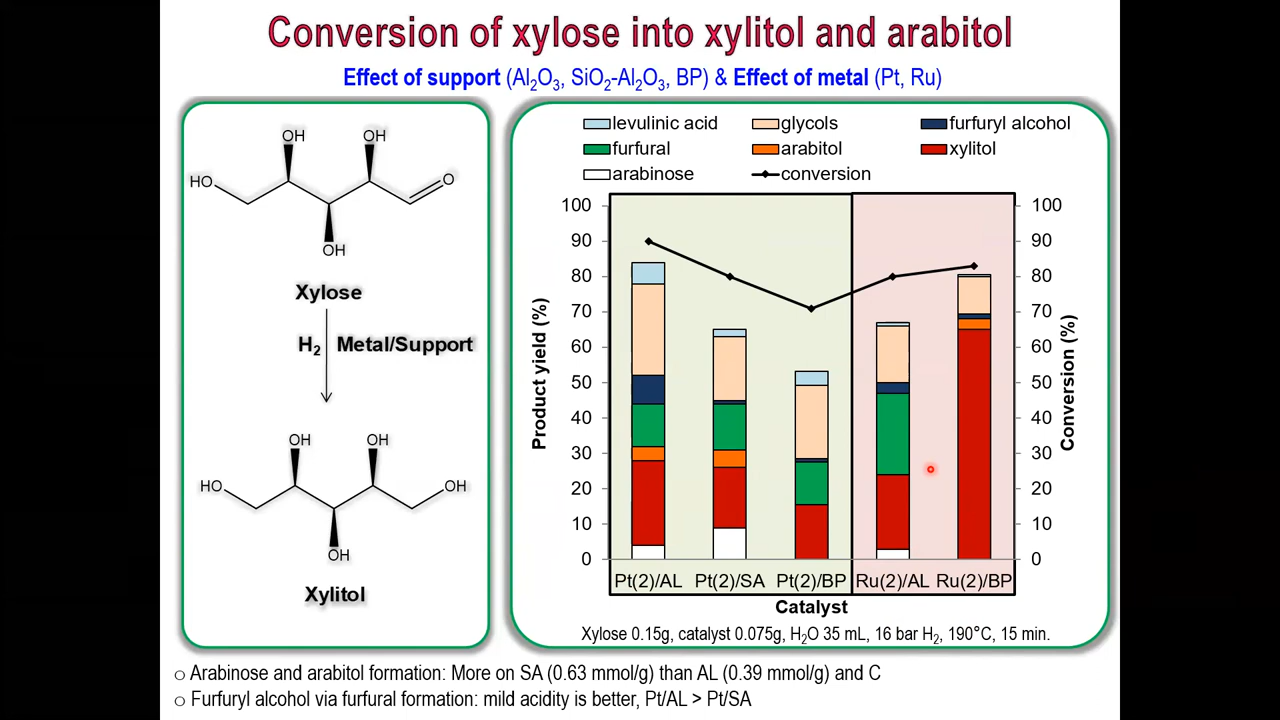 Conversion of xylose into xylitol and arabitol
Effect of support (Al₂O₃, SiO₂-Al₂O₃, BP) & Effect of metal (Pt, Ru)
OH
OH
HO
O
OH
Xylose
H₂ Metal/Support
OH
OH
HO
OH
OH
Xylitol
levulinic acid glycols furfuryl alcohol
furfural arabitol xylitol
arabinose conversion
Product yield (%)
100
90
80
70
60
50
40
30
20
10
0
100
90
80
70
60
50
40
30
20
10
0
Conversion (%)
Pt(2)/AL Pt(2)/SA Pt(2)/BP Ru(2)/AL Ru(2)/BP
Catalyst
Xylose 0.15g, catalyst 0.075g, H₂O 35 mL, 16 bar H₂, 190°C, 15 min.
o Arabinose and arabitol formation: More on SA (0.63 mmol/g) than AL (0.39 mmol/g) and C
o Furfuryl alcohol via furfural formation: mild acidity is better, Pt/AL > Pt/SA